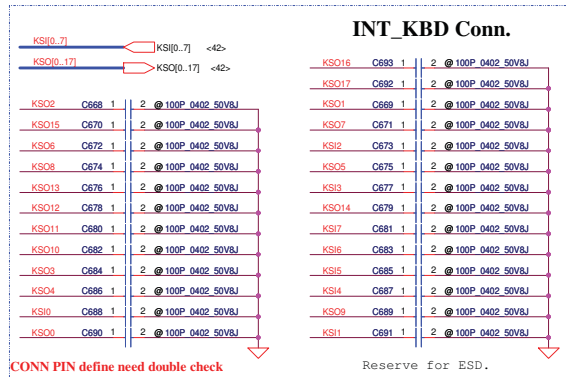 INT_KBD Conn.
KSI[0..7] KSI[0..7] <42>
KSO[0..17] KSO[0..17] <42>
KSO2 C668 1 2 @ 100P_0402_50V8J
KSO15 C670 1 2 @ 100P_0402_50V8J
KSO6 C672 1 2 @ 100P_0402_50V8J
KSO8 C674 1 2 @ 100P_0402_50V8J
KSO13 C676 1 2 @ 100P_0402_50V8J
KSO12 C678 1 2 @ 100P_0402_50V8J
KSO11 C680 1 2 @ 100P_0402_50V8J
KSO10 C682 1 2 @ 100P_0402_50V8J
KSO3 C684 1 2 @ 100P_0402_50V8J
KSO4 C686 1 2 @ 100P_0402_50V8J
KSI0 C688 1 2 @ 100P_0402_50V8J
KSO0 C690 1 2 @ 100P_0402_50V8J
CONN PIN define need double check
KSO16 C693 1 2 @ 100P_0402_50V8J
KSO17 C692 1 2 @ 100P_0402_50V8J
KSO1 C669 1 2 @ 100P_0402_50V8J
KSO7 C671 1 2 @ 100P_0402_50V8J
KSI2 C673 1 2 @ 100P_0402_50V8J
KSO5 C675 1 2 @ 100P_0402_50V8J
KSI3 C677 1 2 @ 100P_0402_50V8J
KSO14 C679 1 2 @ 100P_0402_50V8J
KSI7 C681 1 2 @ 100P_0402_50V8J
KSI6 C683 1 2 @ 100P_0402_50V8J
KSI5 C685 1 2 @ 100P_0402_50V8J
KSI4 C687 1 2 @ 100P_0402_50V8J
KSO9 C689 1 2 @ 100P_0402_50V8J
KSI1 C691 1 2 @ 100P_0402_50V8J
Reserve for ESD.